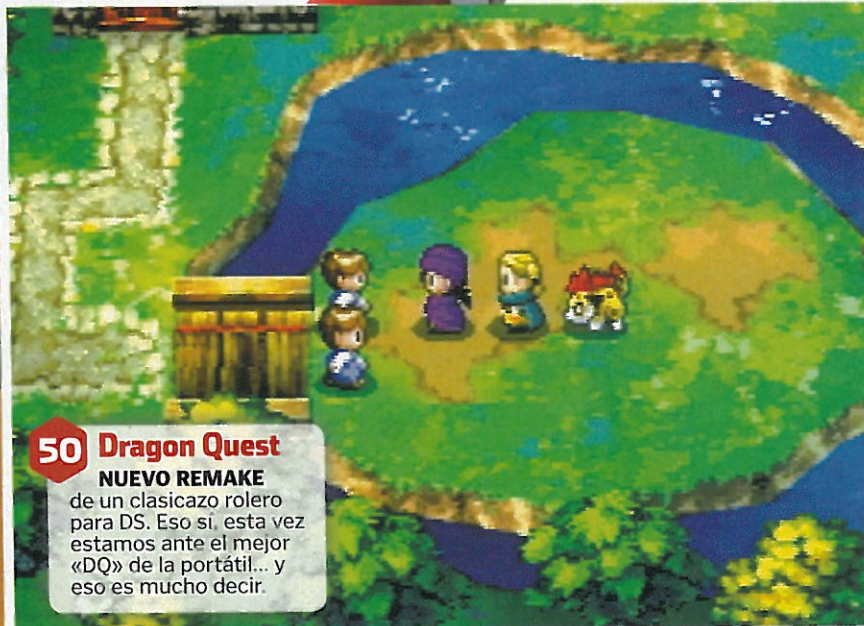 50 Dragon Quest
NUEVO REMAKE
de un clasicazo rolero
para DS. Eso sí, esta vez
estamos ante el mejor
«DQ» de la portátil... y
eso es mucho decir.